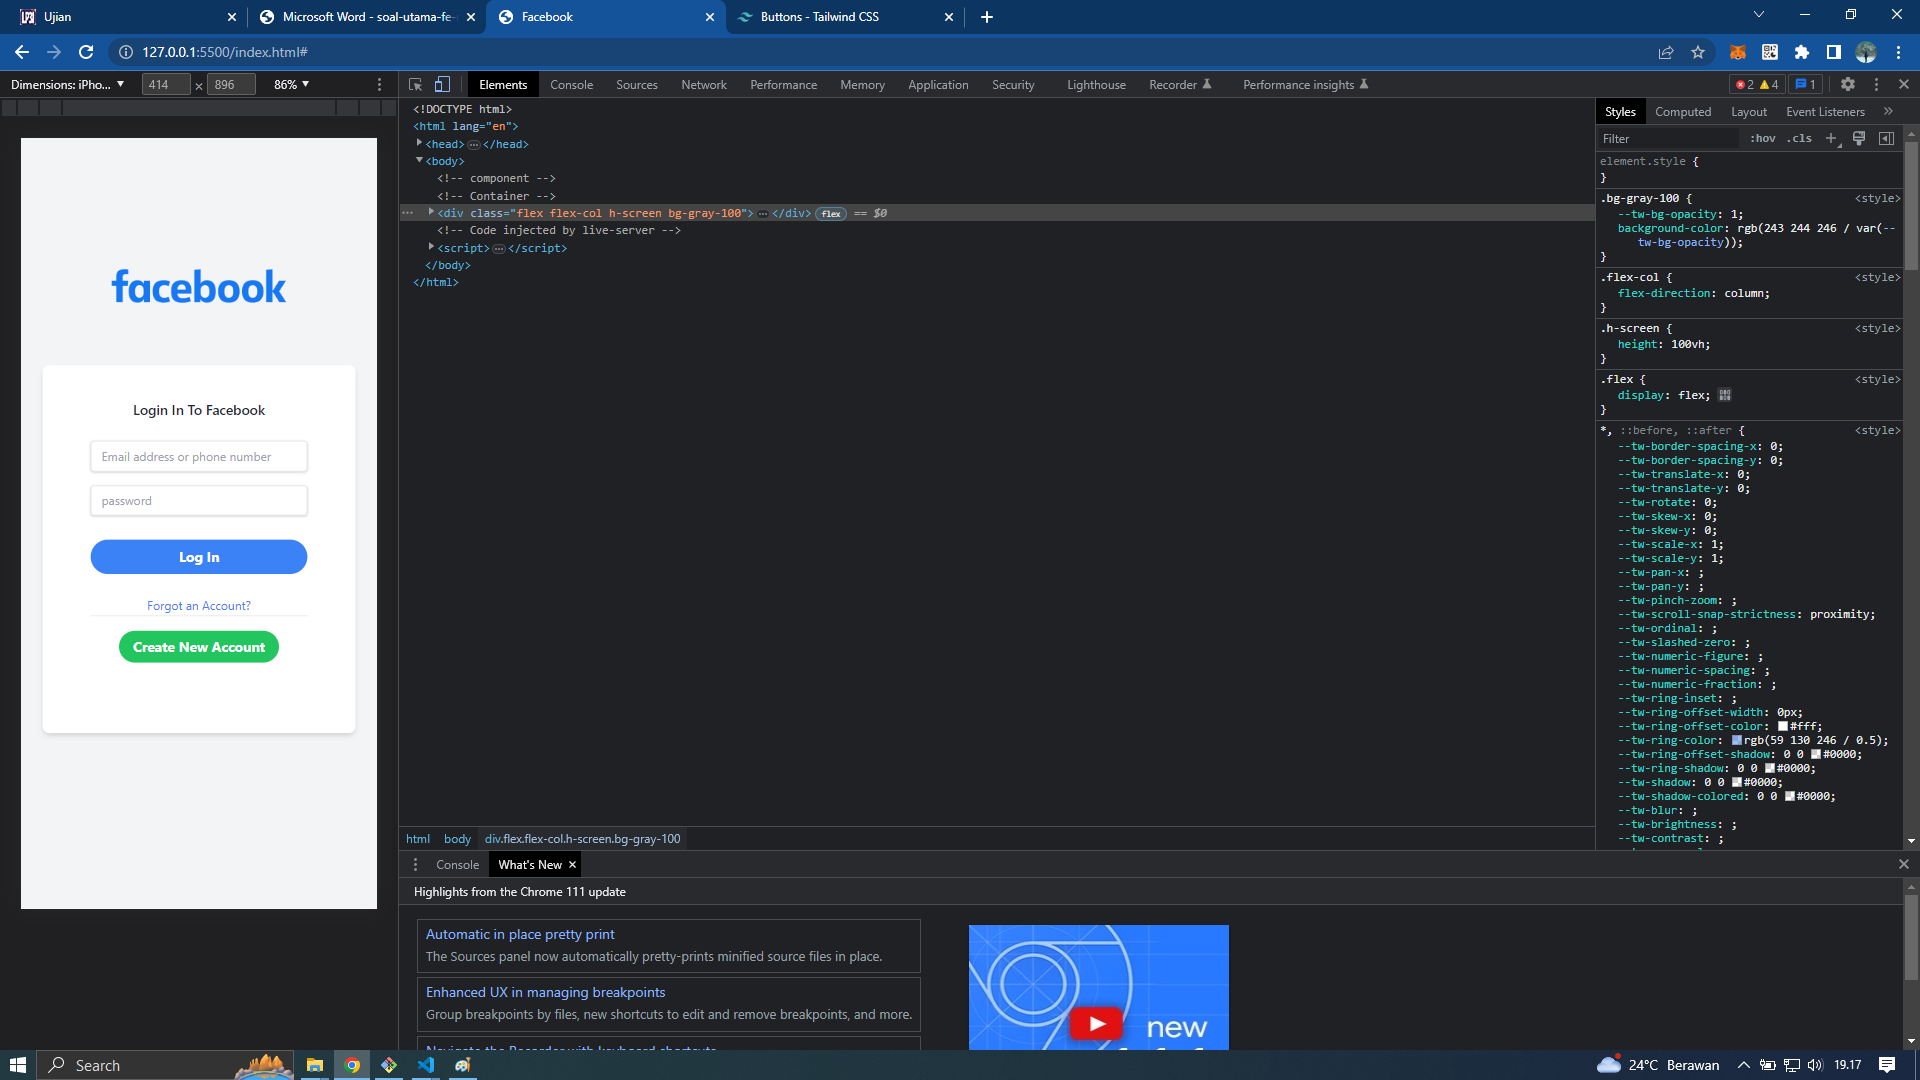 Ujian
Microsoft Word - soal-utama-fe-
Facebook
Buttons - Tailwind CSS
127.0.0.1:5500/index.html#
Dimensions: iPho...
414 × 896
86%
Elements
Console
Sources
Network
Performance
Memory
Application
Security
Lighthouse
Recorder
Performance insights
2 4 1
facebook
Login In To Facebook
Email address or phone number
password
Log In
Forgot an Account?
Create New Account
<!DOCTYPE html>
<html lang="en">
<head> ⋯ </head>
<body>
<!-- component -->
<!-- Container -->
<div class="flex flex-col h-screen bg-gray-100"> ⋯ </div> flex == $0
<!-- Code injected by live-server -->
<script> ⋯ </script>
</body>
</html>
html body div.flex.flex-col.h-screen.bg-gray-100
Styles
Computed
Layout
Event Listeners
Filter
:hov .cls
element.style {
}
.bg-gray-100 { <style>
--tw-bg-opacity: 1;
background-color: rgb(243 244 246 / var(--
tw-bg-opacity));
}
.flex-col { <style>
flex-direction: column;
}
.h-screen { <style>
height: 100vh;
}
.flex { <style>
display: flex;
}
*, ::before, ::after { <style>
--tw-border-spacing-x: 0;
--tw-border-spacing-y: 0;
--tw-translate-x: 0;
--tw-translate-y: 0;
--tw-rotate: 0;
--tw-skew-x: 0;
--tw-skew-y: 0;
--tw-scale-x: 1;
--tw-scale-y: 1;
--tw-pan-x: ;
--tw-pan-y: ;
--tw-pinch-zoom: ;
--tw-scroll-snap-strictness: proximity;
--tw-ordinal: ;
--tw-slashed-zero: ;
--tw-numeric-figure: ;
--tw-numeric-spacing: ;
--tw-numeric-fraction: ;
--tw-ring-inset: ;
--tw-ring-offset-width: 0px;
--tw-ring-offset-color: #fff;
--tw-ring-color: rgb(59 130 246 / 0.5);
--tw-ring-offset-shadow: 0 0 #0000;
--tw-ring-shadow: 0 0 #0000;
--tw-shadow: 0 0 #0000;
--tw-shadow-colored: 0 0 #0000;
--tw-blur: ;
--tw-brightness: ;
--tw-contrast: ;
Console
What's New
Highlights from the Chrome 111 update
Automatic in place pretty print
The Sources panel now automatically pretty-prints minified source files in place.
Enhanced UX in managing breakpoints
Group breakpoints by files, new shortcuts to edit and remove breakpoints, and more.
new
Search
24°C Berawan
19.17